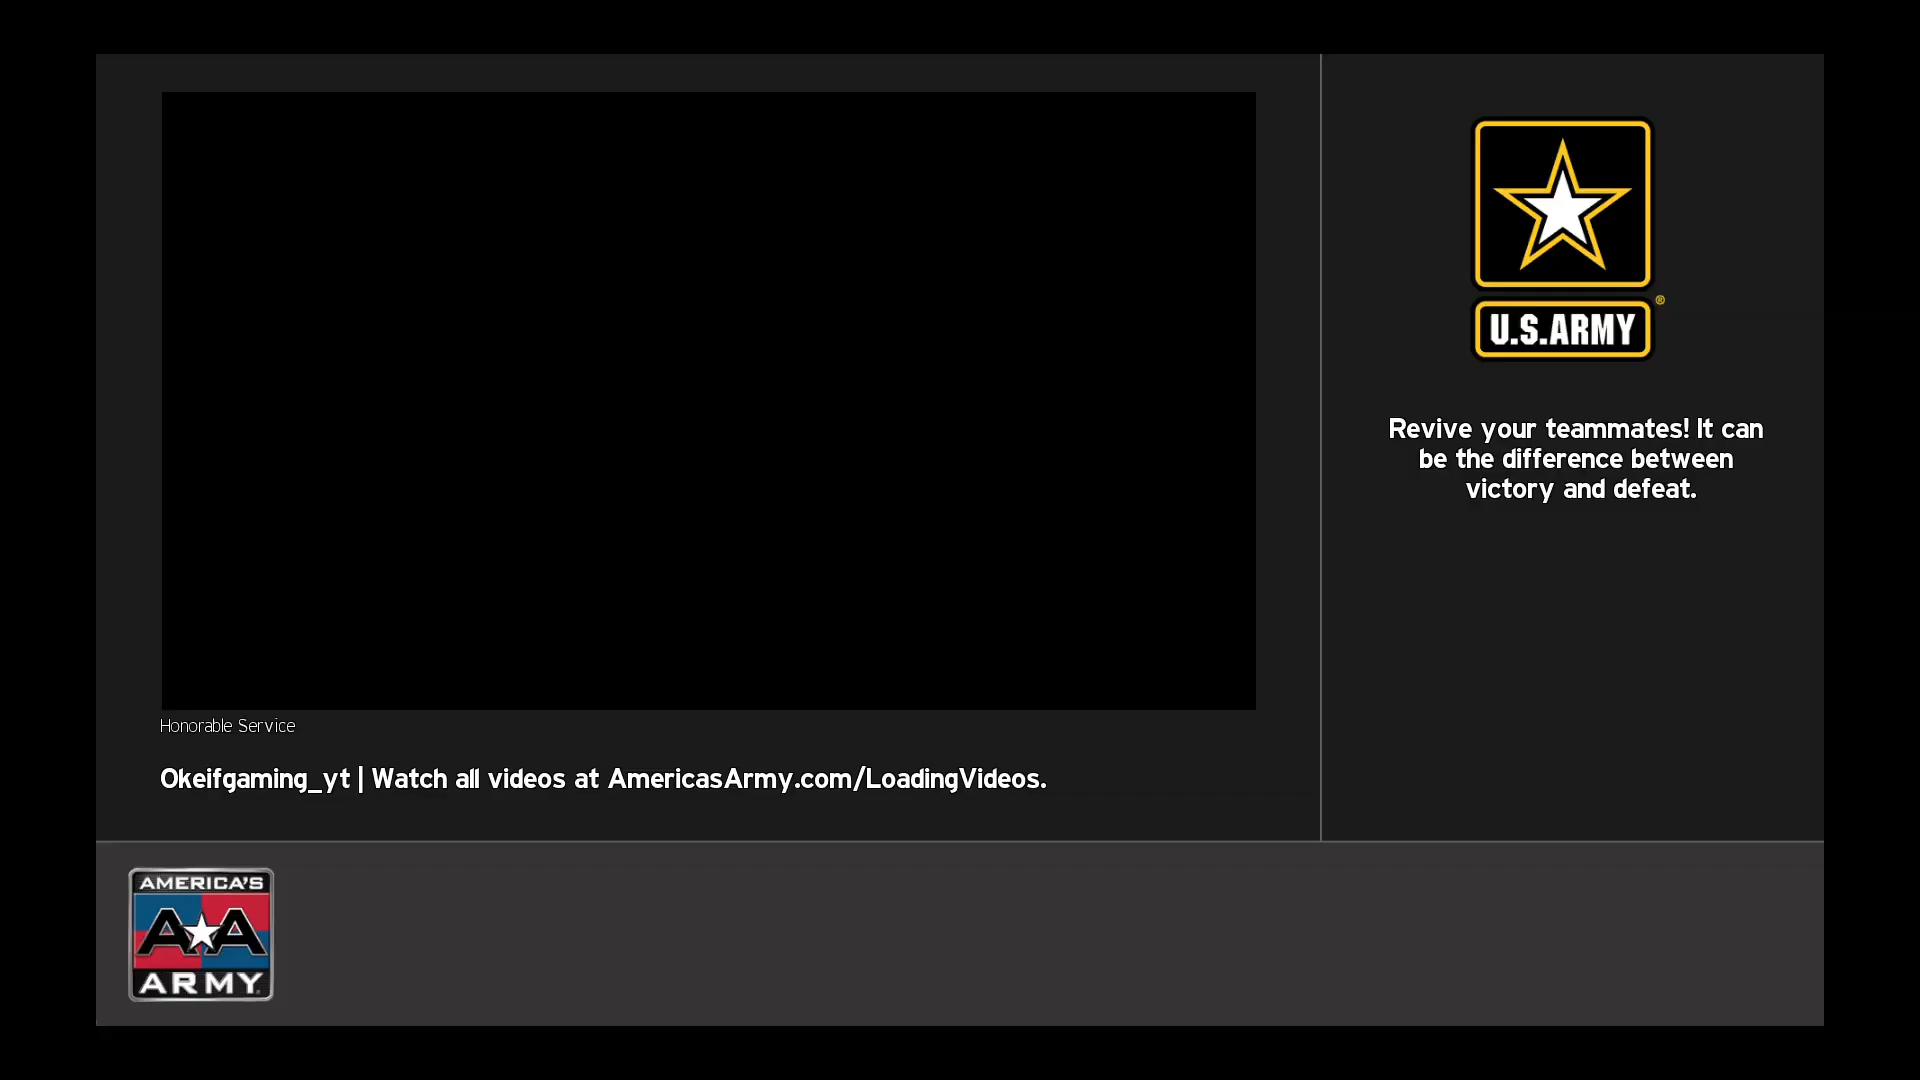 Honorable Service
Okeifgaming_yt | Watch all videos at AmericasArmy.com/LoadingVideos.
U.S.ARMY®
Revive your teammates! It can
be the difference between
victory and defeat.
AMERICA'S
AA
ARMY